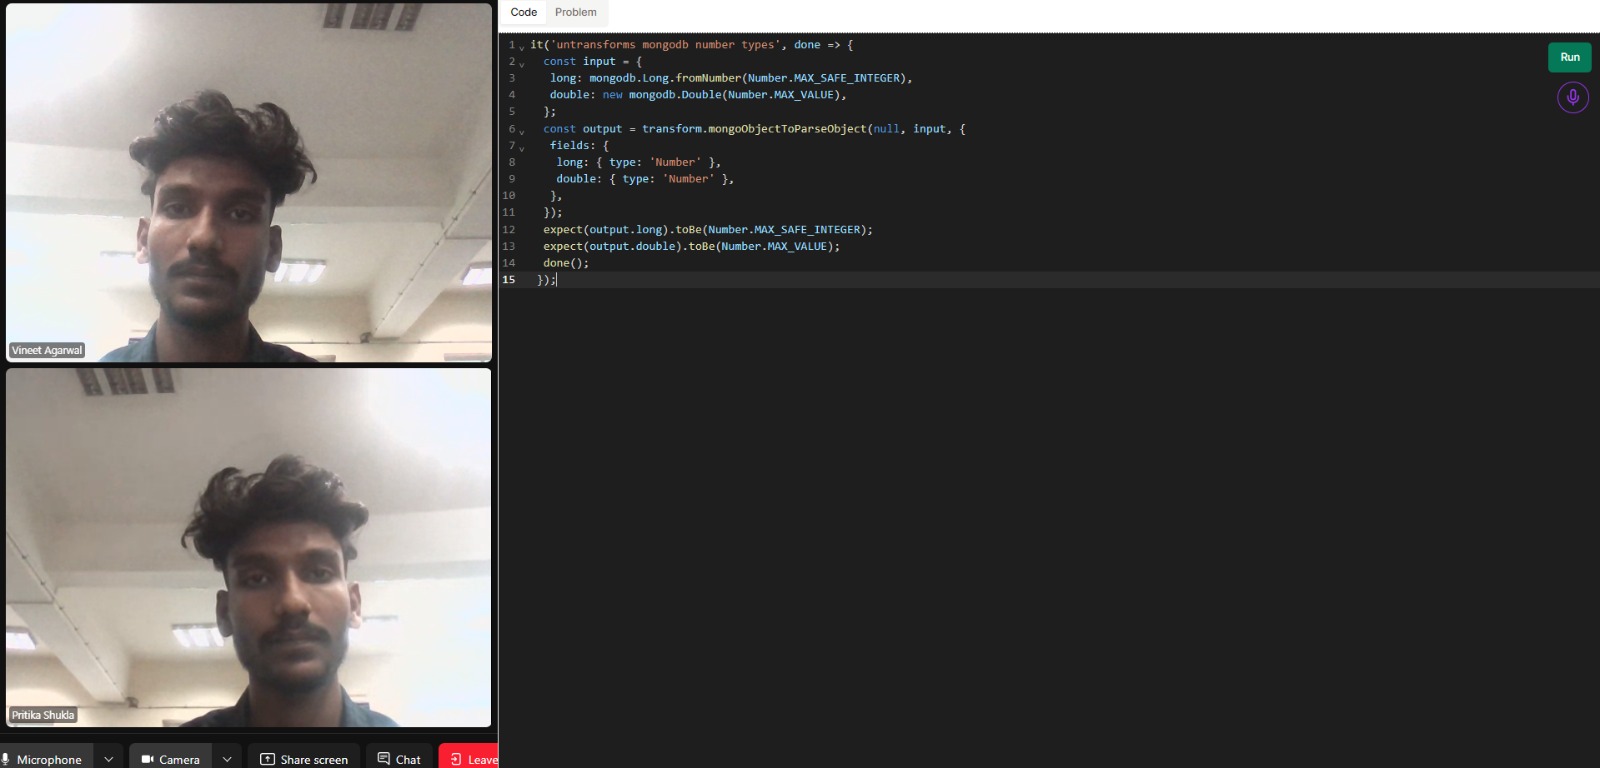 Vineet Agarwal
Pritika Shukla
Microphone
Camera
Share screen
Chat
Leave
Code
Problem
Run
1 it('untransforms mongodb number types', done => {
2 const input = {
3 long: mongodb.Long.fromNumber(Number.MAX_SAFE_INTEGER),
4 double: new mongodb.Double(Number.MAX_VALUE),
5 };
6 const output = transform.mongoObjectToParseObject(null, input, {
7 fields: {
8 long: { type: 'Number' },
9 double: { type: 'Number' },
10 },
11 });
12 expect(output.long).toBe(Number.MAX_SAFE_INTEGER);
13 expect(output.double).toBe(Number.MAX_VALUE);
14 done();
15 });